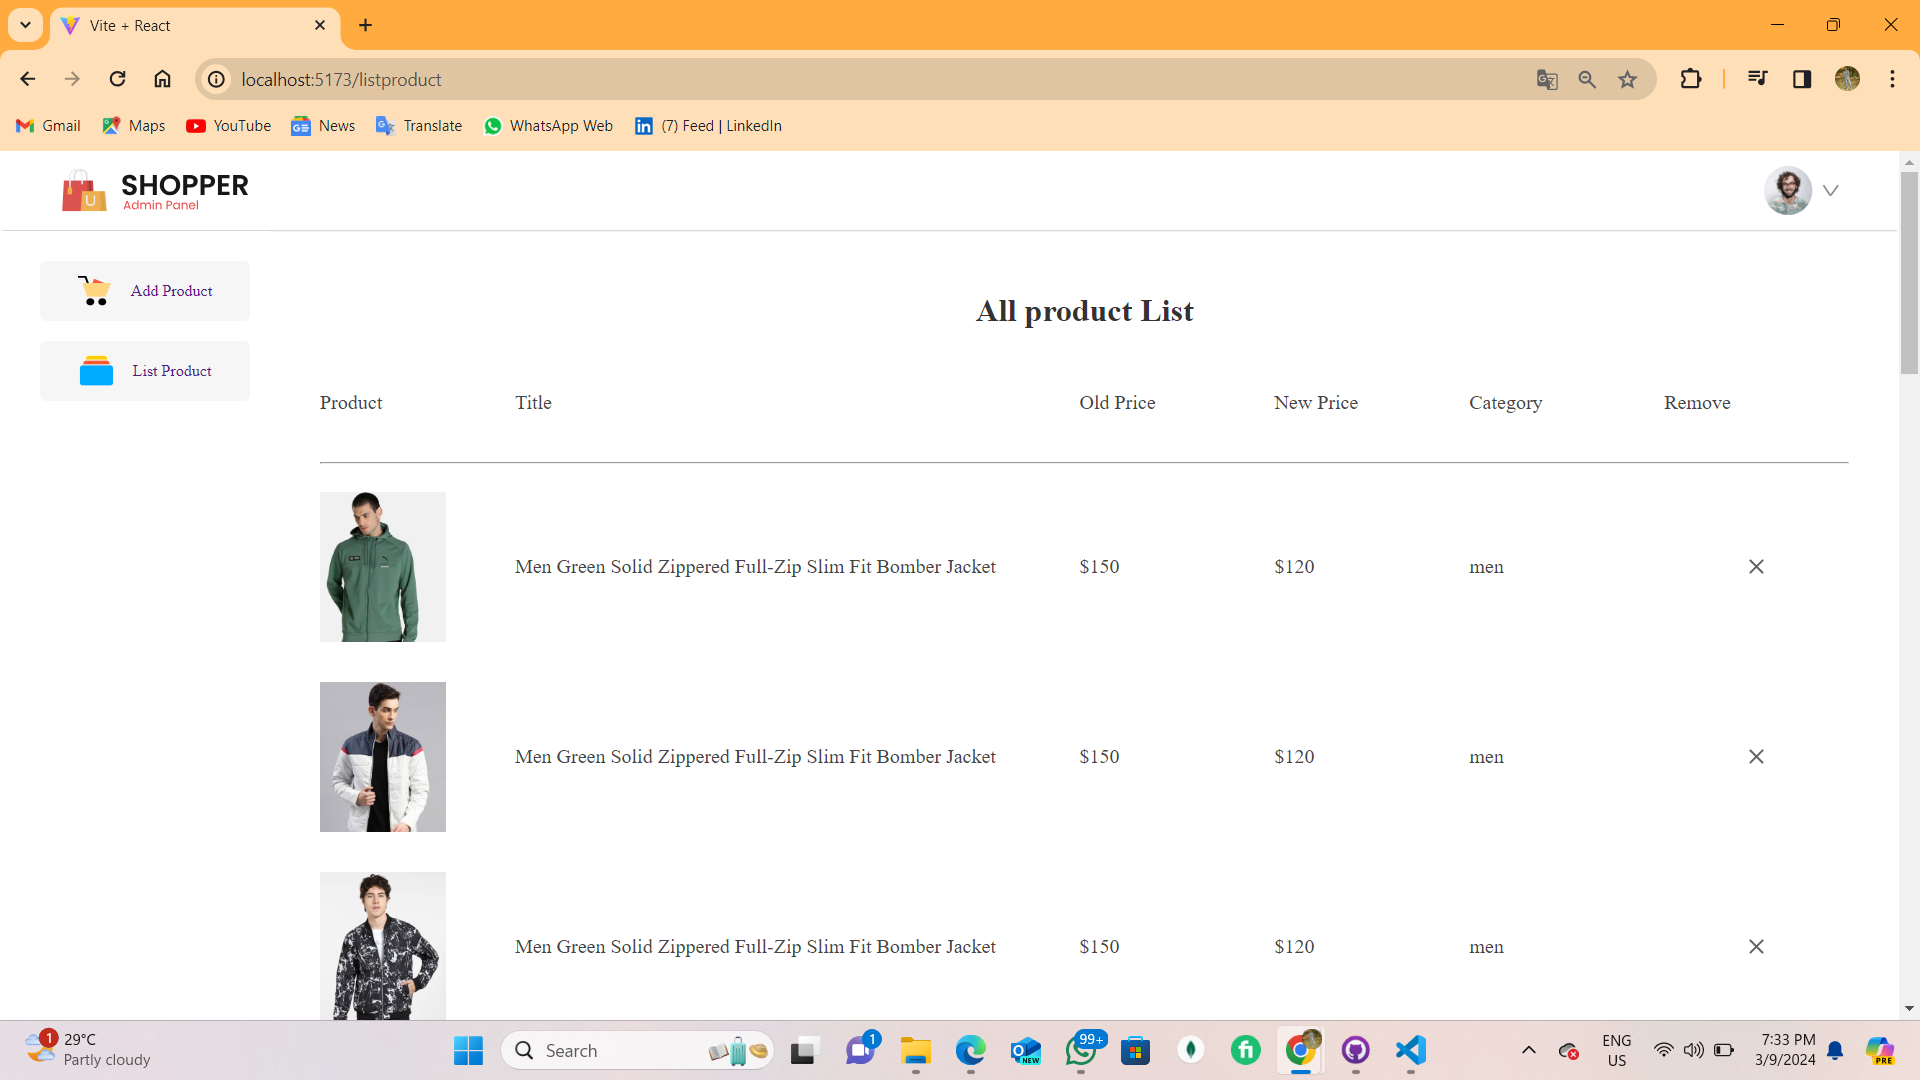 Vite + React
localhost:5173/listproduct
Gmail Maps YouTube News Translate WhatsApp Web (7) Feed | LinkedIn
U
SHOPPER
Admin Panel
Add Product
List Product
All product List
Product Title Old Price New Price Category Remove
Men Green Solid Zippered Full-Zip Slim Fit Bomber Jacket $150 $120 men
Men Green Solid Zippered Full-Zip Slim Fit Bomber Jacket $150 $120 men
Men Green Solid Zippered Full-Zip Slim Fit Bomber Jacket $150 $120 men
1
29°C
Partly cloudy
Search
1
NEW
99+
fi
ENG
US
7:33 PM
3/9/2024
PRE